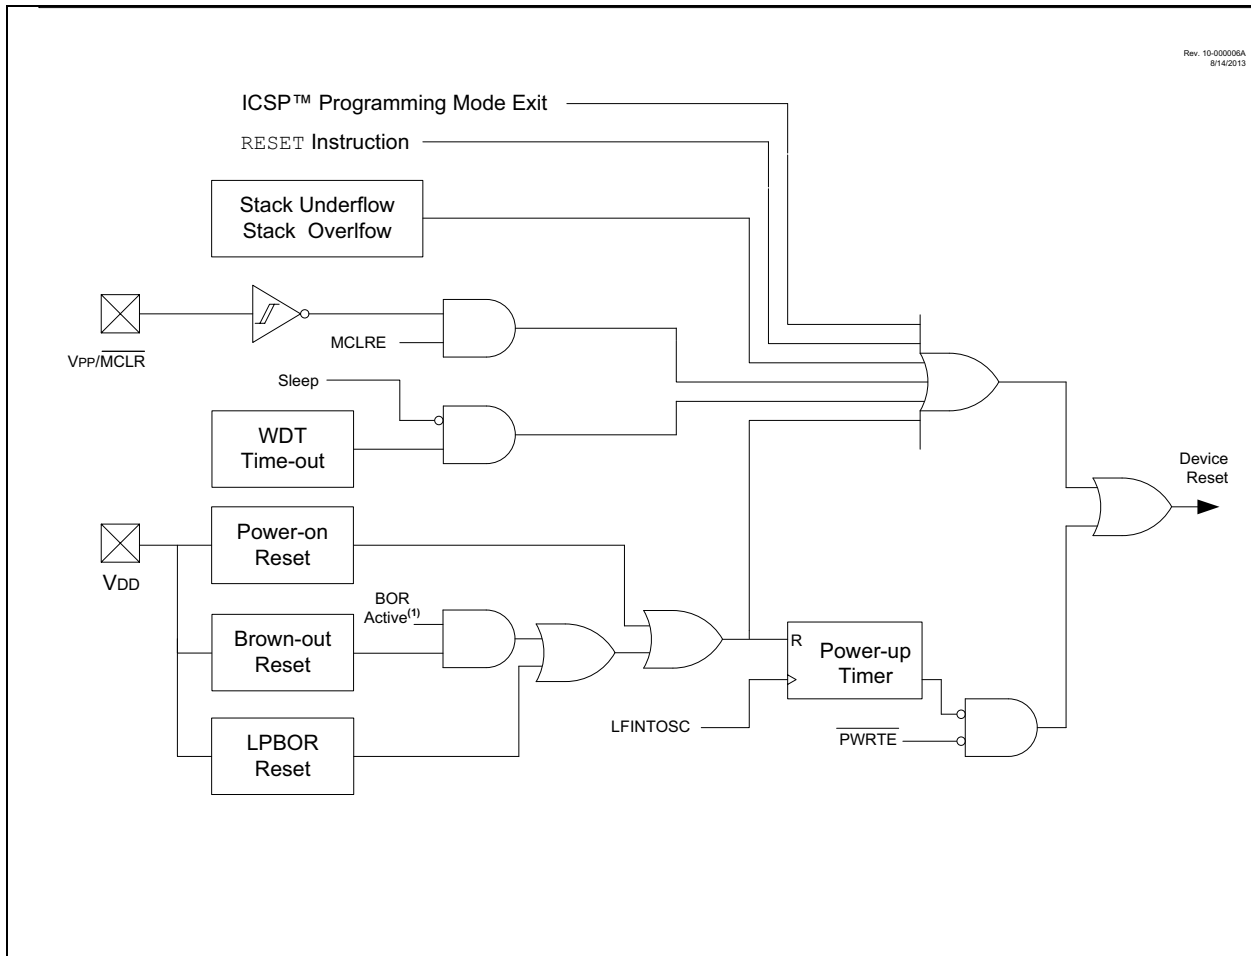 Rev. 10-000006A
8/14/2013
ICSP™ Programming Mode Exit
RESET Instruction
Stack Underflow
Stack Overlfow
VPP/M̅C̅L̅R̅
MCLRE
Sleep
WDT
Time-out
Device
Reset
VDD
Power-on
Reset
BOR
Active(1)
Brown-out
Reset
R
Power-up
Timer
LFINTOSC
P̅W̅R̅T̅E̅
LPBOR
Reset